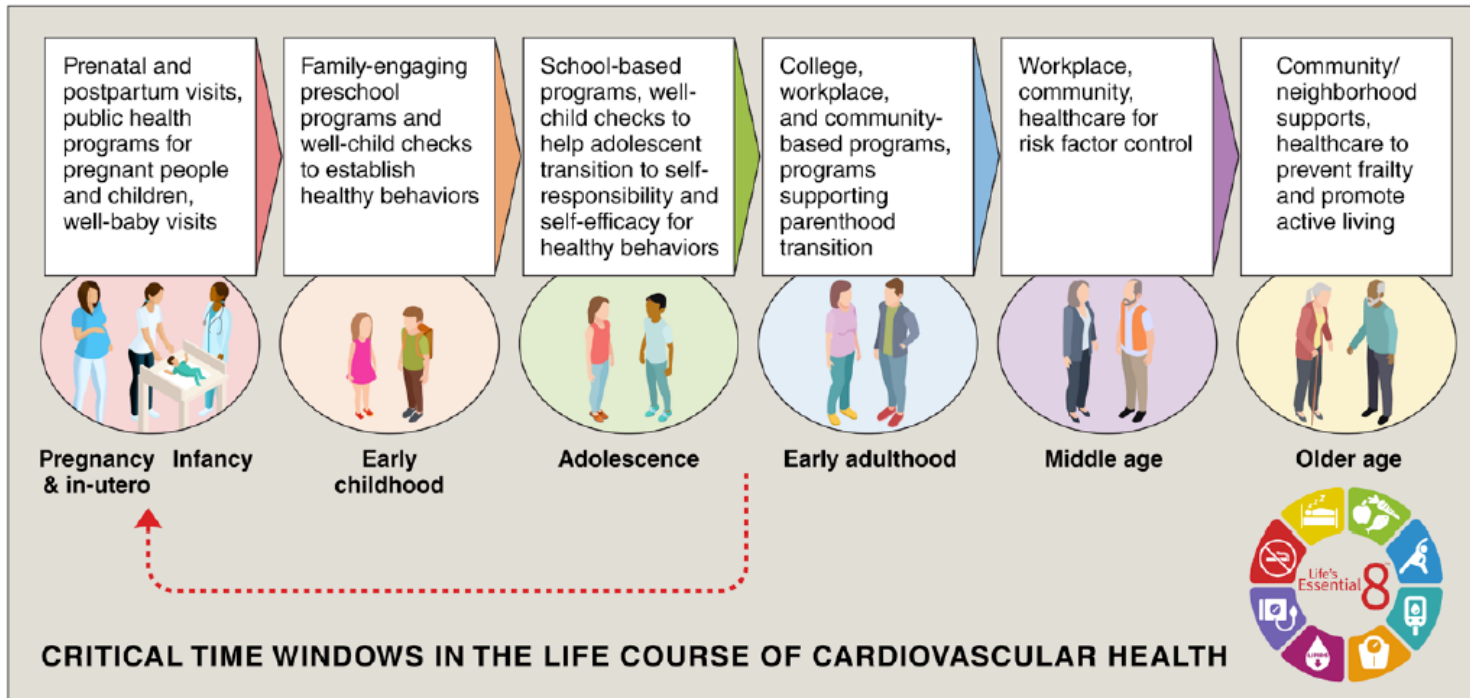 Prenatal and
postpartum visits,
public health
programs for
pregnant people
and children,
well-baby visits
Family-engaging
preschool
programs and
well-child checks
to establish
healthy behaviors
School-based
programs, well-
child checks to
help adolescent
transition to self-
responsibility and
self-efficacy for
healthy behaviors
College,
workplace,
and community-
based programs,
programs
supporting
parenthood
transition
Workplace,
community,
healthcare for
risk factor control
Community/
neighborhood
supports,
healthcare to
prevent frailty
and promote
active living
Pregnancy
& in-utero
Infancy
Early
childhood
Adolescence
Early adulthood
Middle age
Older age
Life's
Essential 8™
CRITICAL TIME WINDOWS IN THE LIFE COURSE OF CARDIOVASCULAR HEALTH